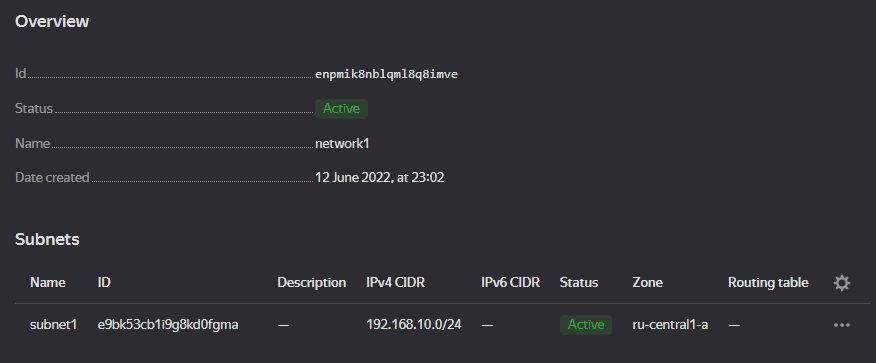 Overview
Id enpmik8nblqml8q8imve
Status Active
Name network1
Date created 12 June 2022, at 23:02
Subnets
Name ID Description IPv4 CIDR IPv6 CIDR Status Zone Routing table
subnet1 e9bk53cb1i9g8kd0fgma — 192.168.10.0/24 — Active ru-central1-a —